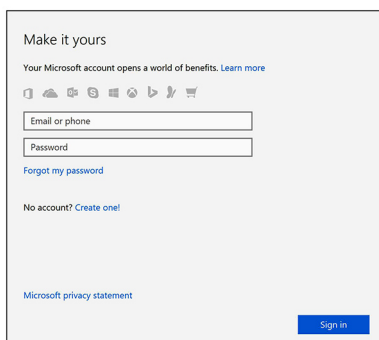 Make it yours
Your Microsoft account opens a world of benefits. Learn more
Email or phone
Password
Forgot my password
No account? Create one!
Microsoft privacy statement
Sign in